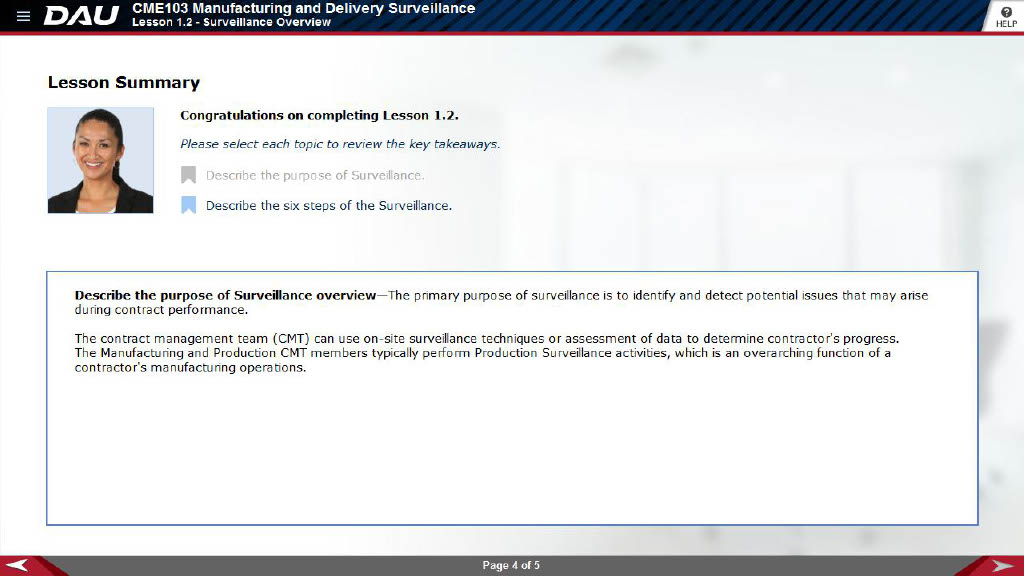 DAU
CME103 Manufacturing and Delivery Surveillance
Lesson 1.2 - Surveillance Overview
HELP
Lesson Summary
Congratulations on completing Lesson 1.2.
Please select each topic to review the key takeaways.
Describe the purpose of Surveillance.
Describe the six steps of the Surveillance.
Describe the purpose of Surveillance overview—The primary purpose of surveillance is to identify and detect potential issues that may arise
during contract performance.
The contract management team (CMT) can use on-site surveillance techniques or assessment of data to determine contractor's progress.
The Manufacturing and Production CMT members typically perform Production Surveillance activities, which is an overarching function of a
contractor's manufacturing operations.
Page 4 of 5